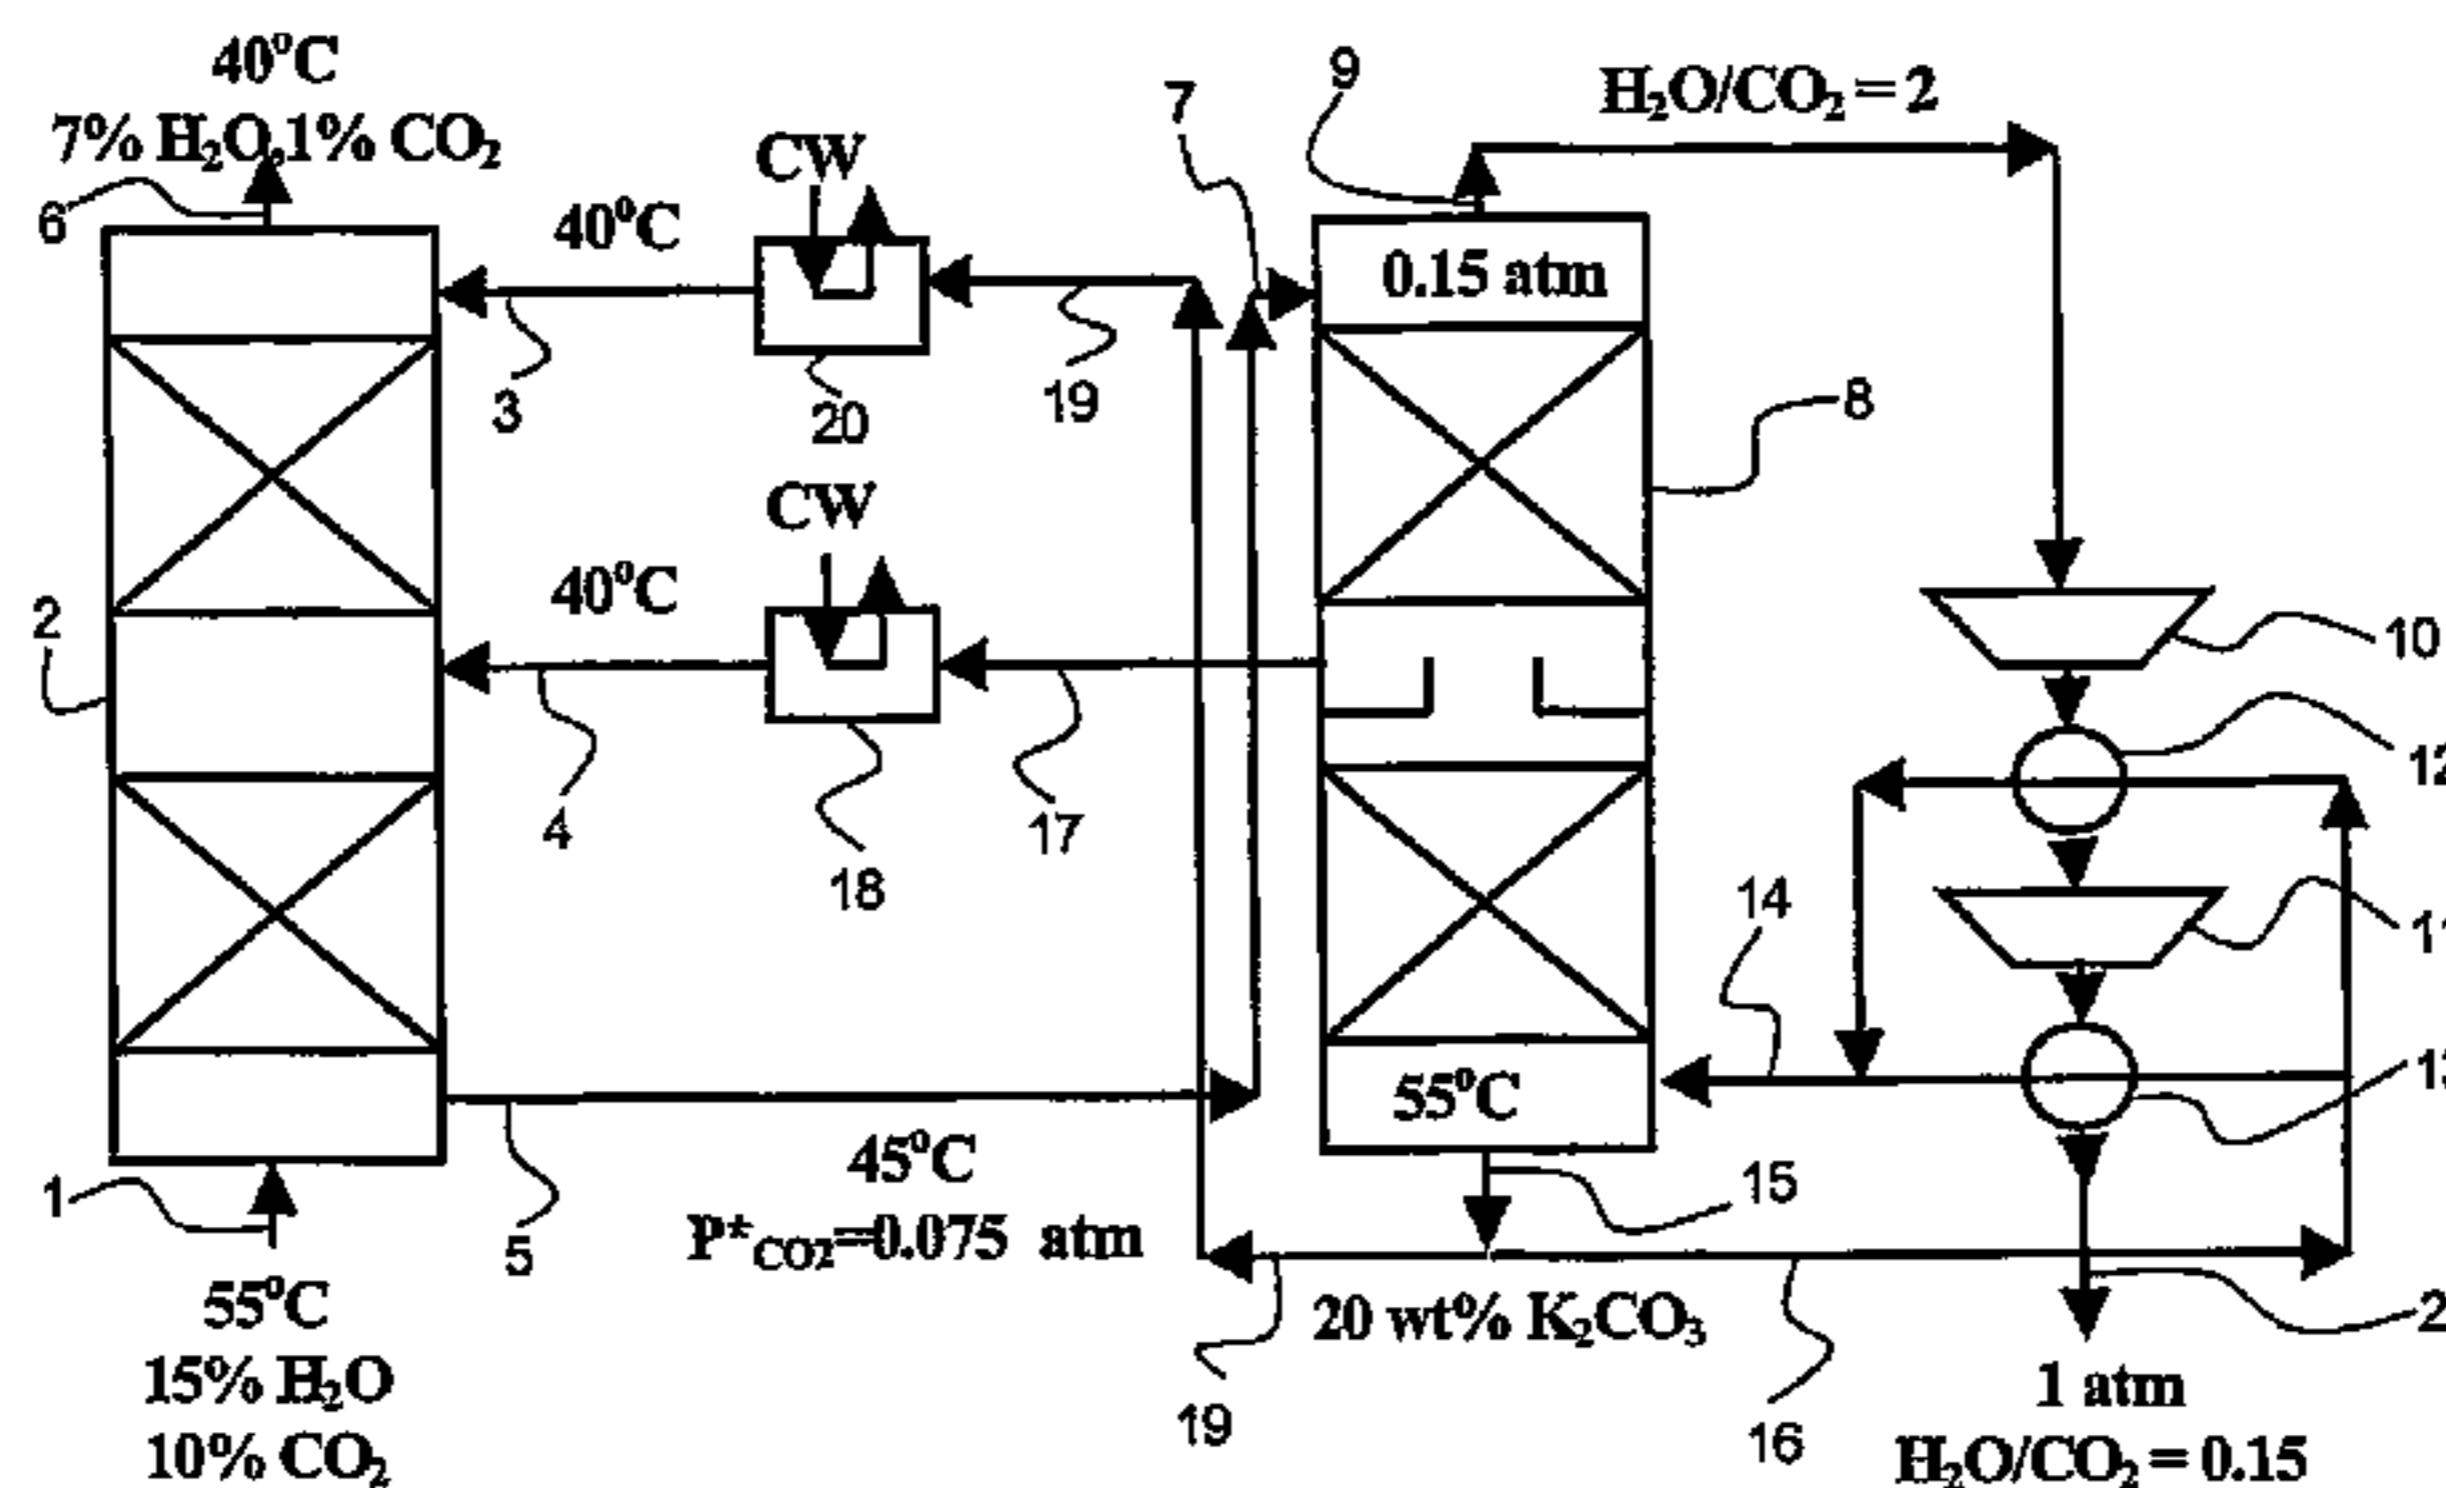 40°C
7% H₂O,1% CO₂
6
CW
40°C
3
20
7
19
9
H₂O/CO₂ = 2
0.15 atm
8
2
CW
40°C
4
18
17
10
12
14
55°C
1
5
45°C
P*CO2=0.075 atm
15
55°C
15% H₂O
10% CO₂
19
20 wt% K₂CO₃
16
1 atm
H₂O/CO₂ = 0.15